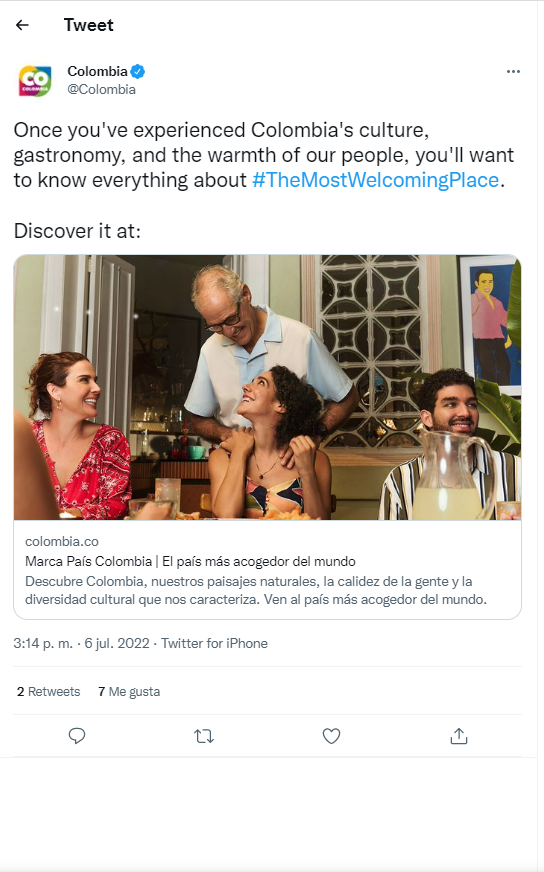 Tweet
Colombia
@Colombia
CO
COLOMBIA
Once you've experienced Colombia's culture,
gastronomy, and the warmth of our people, you'll want
to know everything about #TheMostWelcomingPlace.
Discover it at:
colombia.co
Marca País Colombia | El país más acogedor del mundo
Descubre Colombia, nuestros paisajes naturales, la calidez de la gente y la
diversidad cultural que nos caracteriza. Ven al país más acogedor del mundo.
3:14 p. m. · 6 jul. 2022 · Twitter for iPhone
2 Retweets 7 Me gusta